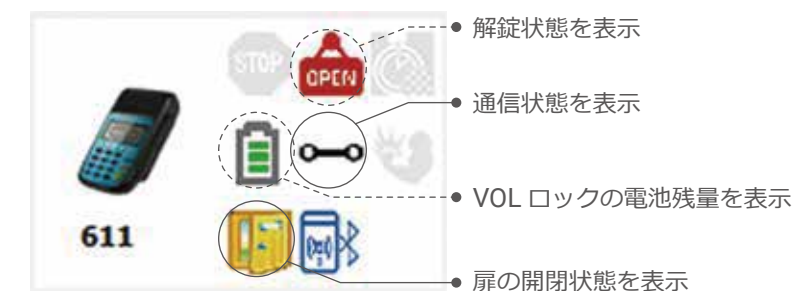 解錠状態を表示
STOP
OPEN
通信状態を表示
VOL ロックの電池残量を表示
611
扉の開閉状態を表示